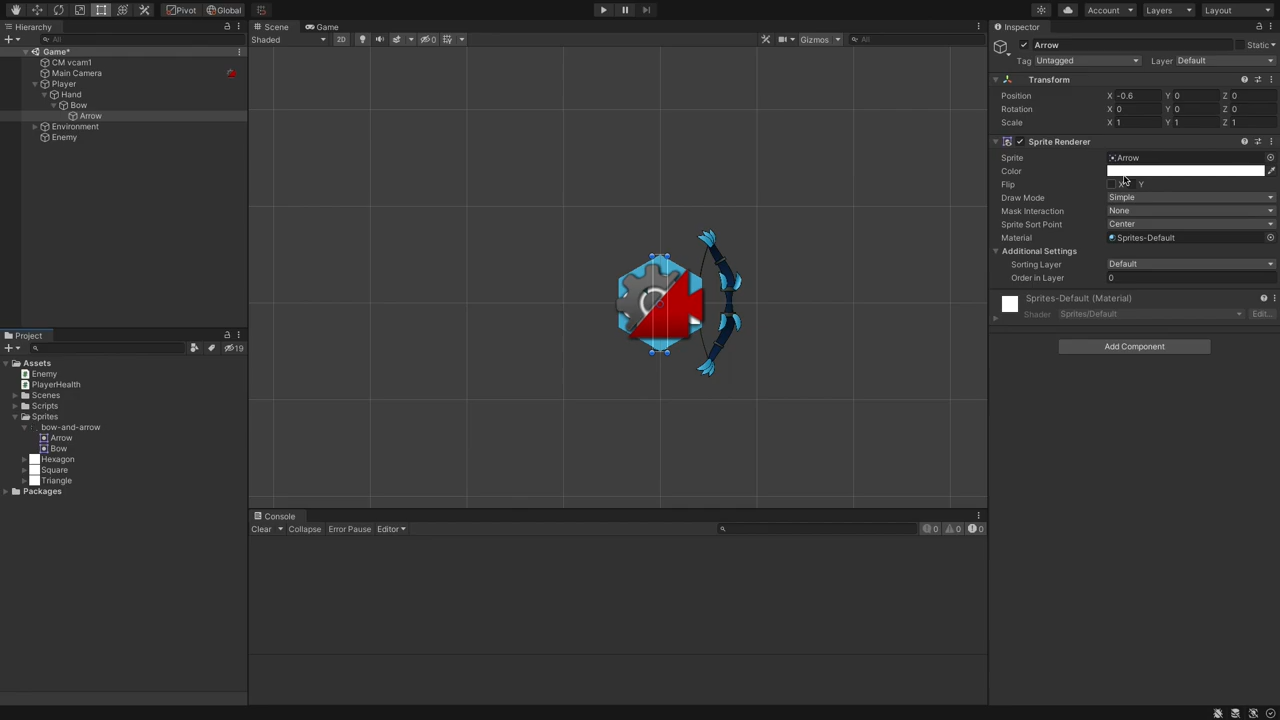 Pivot
Global
Account
Layers
Layout
Hierarchy
All
Game*
CM vcam1
Main Camera
Player
Hand
Bow
Arrow
Environment
Enemy
Scene
Game
Shaded
2D
0
Gizmos
All
Inspector
Arrow
Static
Tag Untagged Layer Default
Transform
Position X -0.6 Y 0 Z 0
Rotation X 0 Y 0 Z 0
Scale X 1 Y 1 Z 1
Sprite Renderer
Sprite Arrow
Color
Flip X Y
Draw Mode Simple
Mask Interaction None
Sprite Sort Point Center
Material Sprites-Default
Additional Settings
Sorting Layer Default
Order in Layer 0
Sprites-Default (Material)
Shader Sprites/Default Edit...
Add Component
Project
19
Assets
Enemy
PlayerHealth
Scenes
Scripts
Sprites
bow-and-arrow
Arrow
Bow
Hexagon
Square
Triangle
Packages
Console
Clear Collapse Error Pause Editor
0 0 0